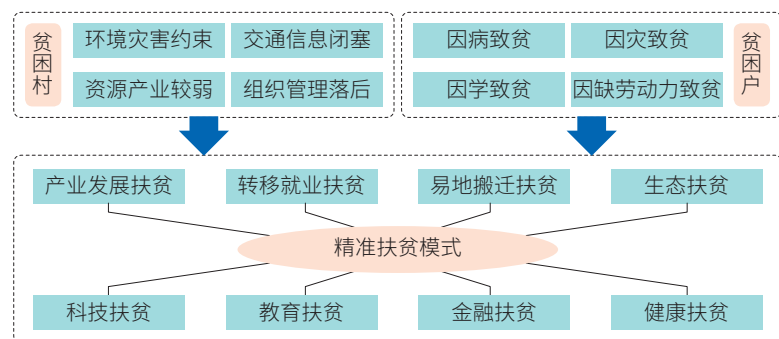 贫困村
环境灾害约束
交通信息闭塞
资源产业较弱
组织管理落后
因病致贫
因灾致贫
因学致贫
因缺劳动力致贫
贫困户
产业发展扶贫
转移就业扶贫
易地搬迁扶贫
生态扶贫
精准扶贫模式
科技扶贫
教育扶贫
金融扶贫
健康扶贫